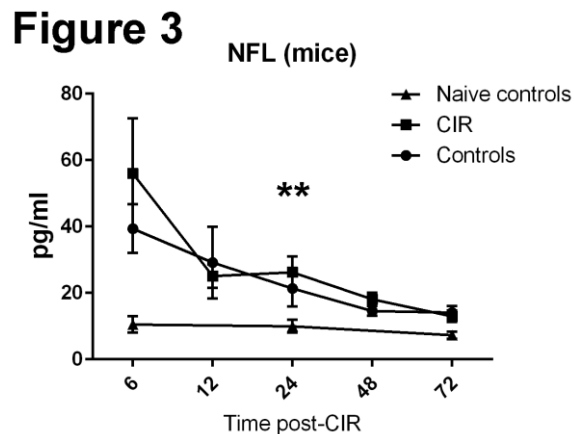 Figure 3
NFL (mice)
80
60
40
20
0
pg/ml
**
Naive controls
CIR
Controls
6
12
24
48
72
Time post-CIR